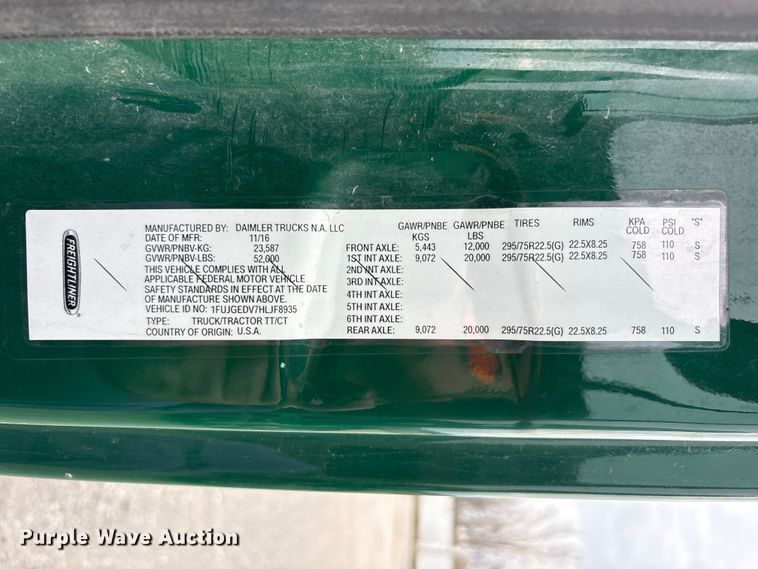 FREIGHTLINER
MANUFACTURED BY: DAIMLER TRUCKS N.A. LLC
DATE OF MFR: 11/16
GVWR/PNBV-KG: 23,587
GVWR/PNBV-LBS: 52,000
THIS VEHICLE COMPLIES WITH ALL
APPLICABLE FEDERAL MOTOR VEHICLE
SAFETY STANDARDS IN EFFECT AT THE DATE
OF MANUFACTURE SHOWN ABOVE.
VEHICLE ID NO: 1FUJGEDV7HLJF8935
TYPE: TRUCK/TRACTOR TT/CT
COUNTRY OF ORIGIN: U.S.A.
GAWR/PNBE KGS GAWR/PNBE LBS TIRES RIMS KPA COLD PSI COLD "S"
FRONT AXLE: 5,443 12,000 295/75R22.5(G) 22.5X8.25 758 110 S
1ST INT AXLE: 9,072 20,000 295/75R22.5(G) 22.5X8.25 758 110 S
2ND INT AXLE:
3RD INT AXLE:
4TH INT AXLE:
5TH INT AXLE:
6TH INT AXLE:
REAR AXLE: 9,072 20,000 295/75R22.5(G) 22.5X8.25 758 110 S
Purple Wave Auction